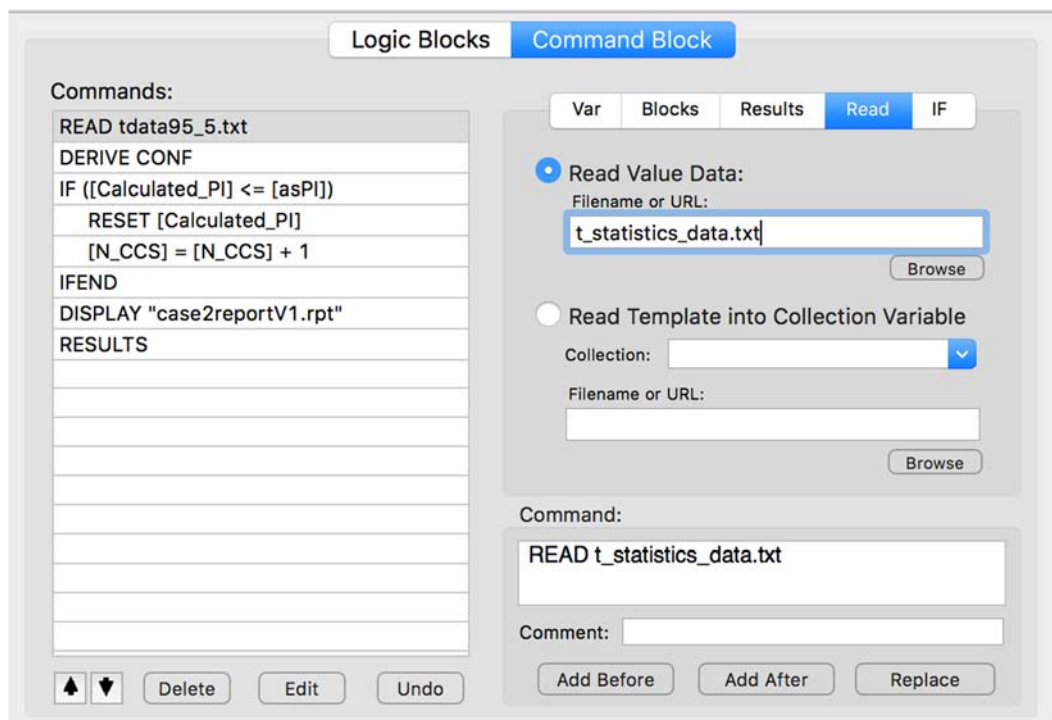 Logic Blocks
Command Block
Commands:
READ tdata95_5.txt
DERIVE CONF
IF ([Calculated_PI] <= [asPI])
RESET [Calculated_PI]
[N_CCS] = [N_CCS] + 1
IFEND
DISPLAY "case2reportV1.rpt"
RESULTS
Delete
Edit
Undo
Var
Blocks
Results
Read
IF
Read Value Data:
Filename or URL:
t_statistics_data.txt
Browse
Read Template into Collection Variable
Collection:
Filename or URL:
Browse
Command:
READ t_statistics_data.txt
Comment:
Add Before
Add After
Replace